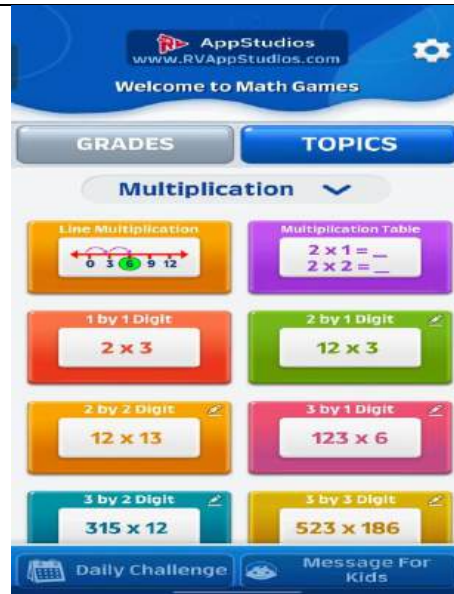 AppStudios
www.RVAppStudios.com
Welcome to Math Games
GRADES
TOPICS
Multiplication
Line Multiplication
0 3 6 9 12
Multiplication Table
2 x 1 = _
2 x 2 = _
1 by 1 Digit
2 x 3
2 by 1 Digit
12 x 3
2 by 2 Digit
12 x 13
3 by 1 Digit
123 x 6
3 by 2 Digit
315 x 12
3 by 3 Digit
523 x 186
Daily Challenge
Message For
Kids